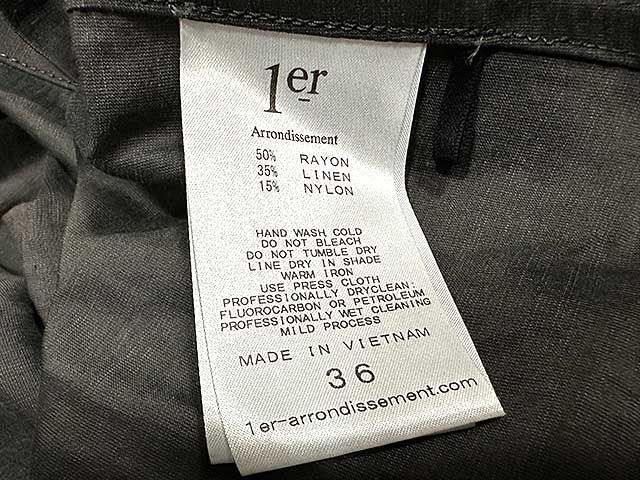 1er
Arrondissement
50% RAYON
35% LINEN
15% NYLON
HAND WASH COLD
DO NOT BLEACH
DO NOT TUMBLE DRY
LINE DRY IN SHADE
WARM IRON
USE PRESS CLOTH
PROFESSIONALLY DRYCLEAN:
FLUOROCARBON OR PETROLEUM
PROFESSIONALLY WET CLEANING
MILD PROCESS
MADE IN VIETNAM
36
1er-arrondissement.com